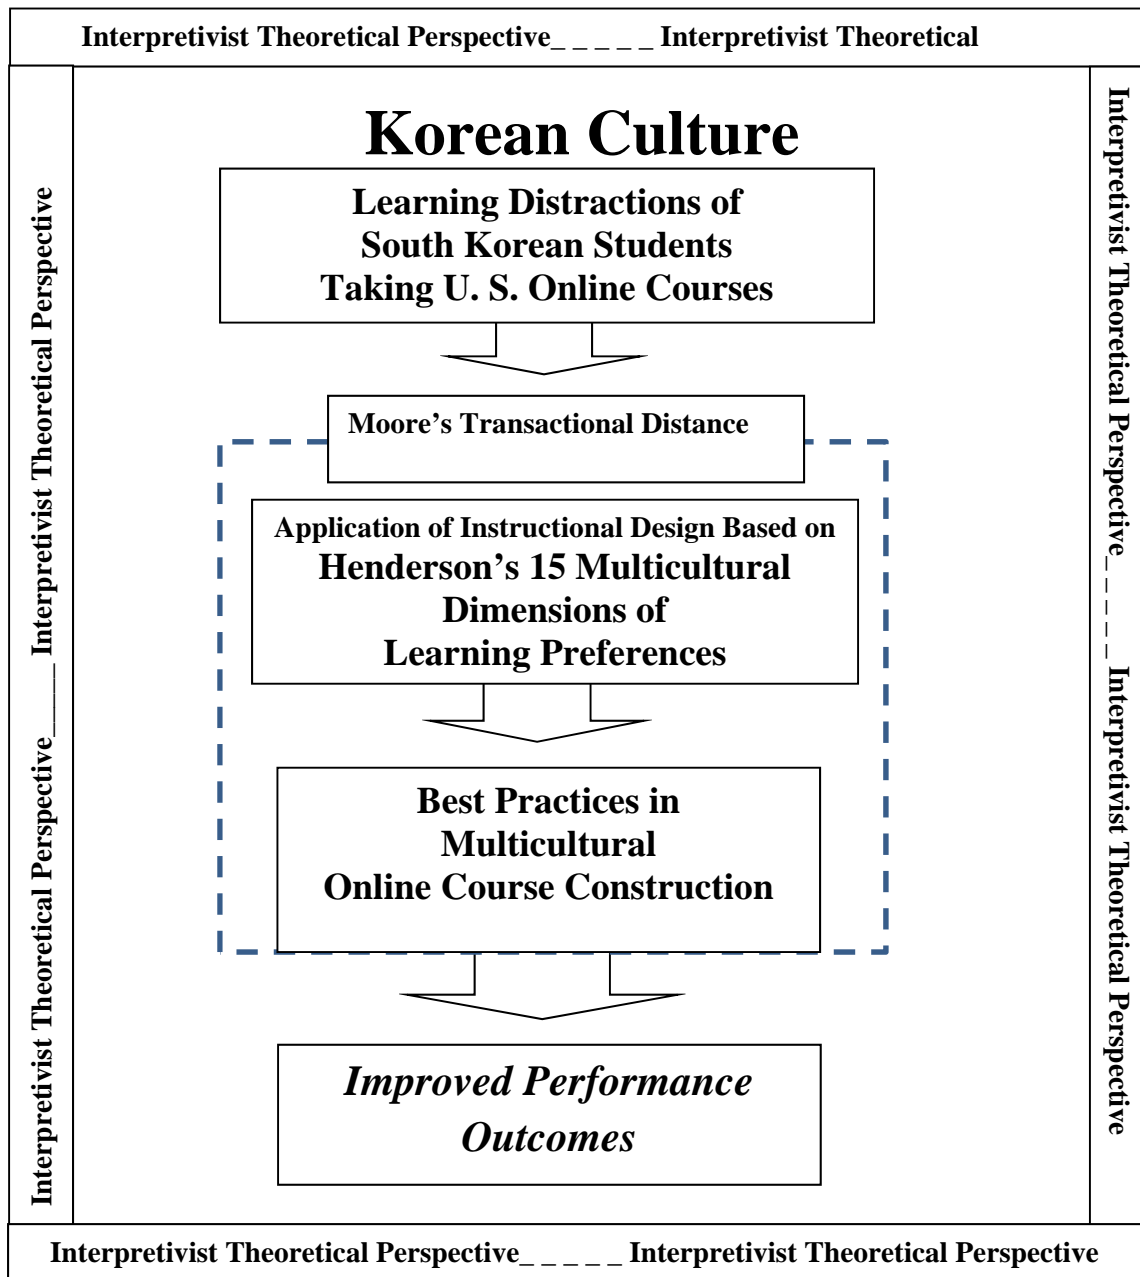 Interpretivist Theoretical Perspective_ _ _ _ _ Interpretivist Theoretical
Interpretivist Theoretical Perspective_____ Interpretivist Theoretical Perspective
Korean Culture
Learning Distractions of
South Korean Students
Taking U. S. Online Courses
Moore’s Transactional Distance
Application of Instructional Design Based on
Henderson’s 15 Multicultural
Dimensions of
Learning Preferences
Best Practices in
Multicultural
Online Course Construction
Improved Performance
Outcomes
Interpretivist Theoretical Perspective_ _ _ _ _ Interpretivist Theoretical Perspective
Interpretivist Theoretical Perspective_ _ _ _ _ Interpretivist Theoretical Perspective